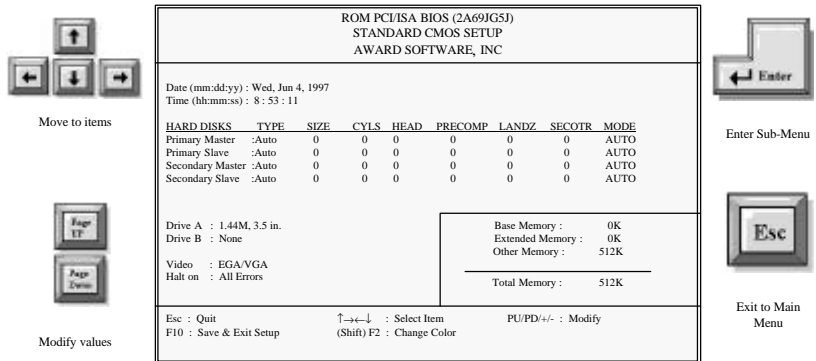 ROM PCI/ISA BIOS (2A69JG5J)
STANDARD CMOS SETUP
AWARD SOFTWARE, INC
Date (mm:dd:yy) : Wed, Jun 4, 1997
Time (hh:mm:ss) : 8 : 53 : 11
HARD DISKS TYPE SIZE CYLS HEAD PRECOMP LANDZ SECOTR MODE
Primary Master :Auto 0 0 0 0 0 0 AUTO
Primary Slave :Auto 0 0 0 0 0 0 AUTO
Secondary Master :Auto 0 0 0 0 0 0 AUTO
Secondary Slave :Auto 0 0 0 0 0 0 AUTO
Drive A : 1.44M, 3.5 in.
Drive B : None
Video : EGA/VGA
Halt on : All Errors
Base Memory : 0K
Extended Memory : 0K
Other Memory : 512K
Total Memory : 512K
Esc : Quit ↑→←↓ : Select Item PU/PD/+/- : Modify
F10 : Save & Exit Setup (Shift) F2 : Change Color
Move to items
Page
UP
Page
Down
Modify values
Enter
Enter Sub-Menu
Esc
Exit to Main
Menu